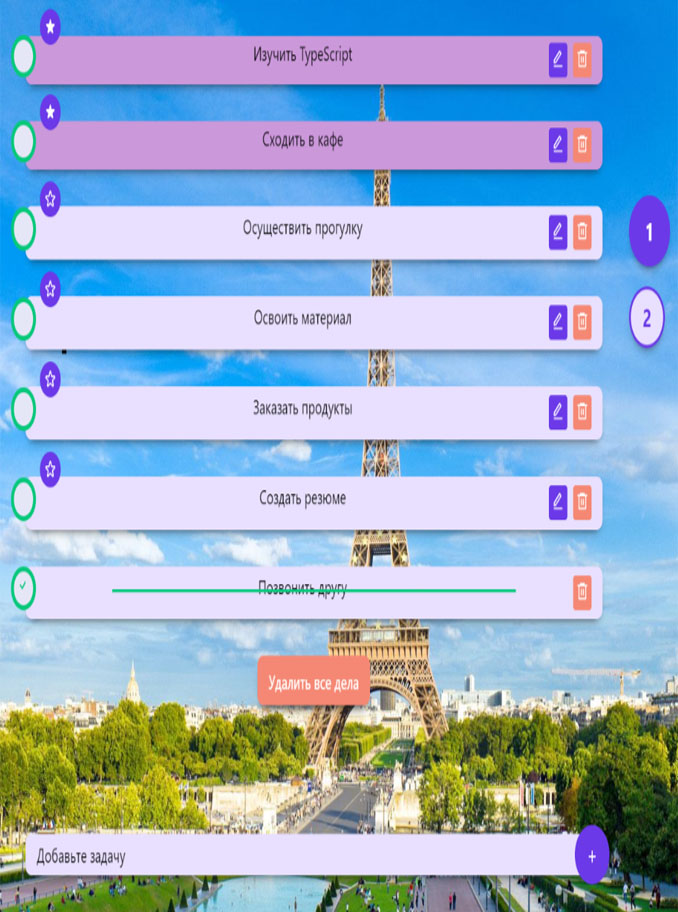 Изучить TypeScript
Сходить в кафе
Осуществить прогулку
1
Освоить материал
2
Заказать продукты
Создать резюме
Позвонить другу
Удалить все дела
Добавьте задачу
+